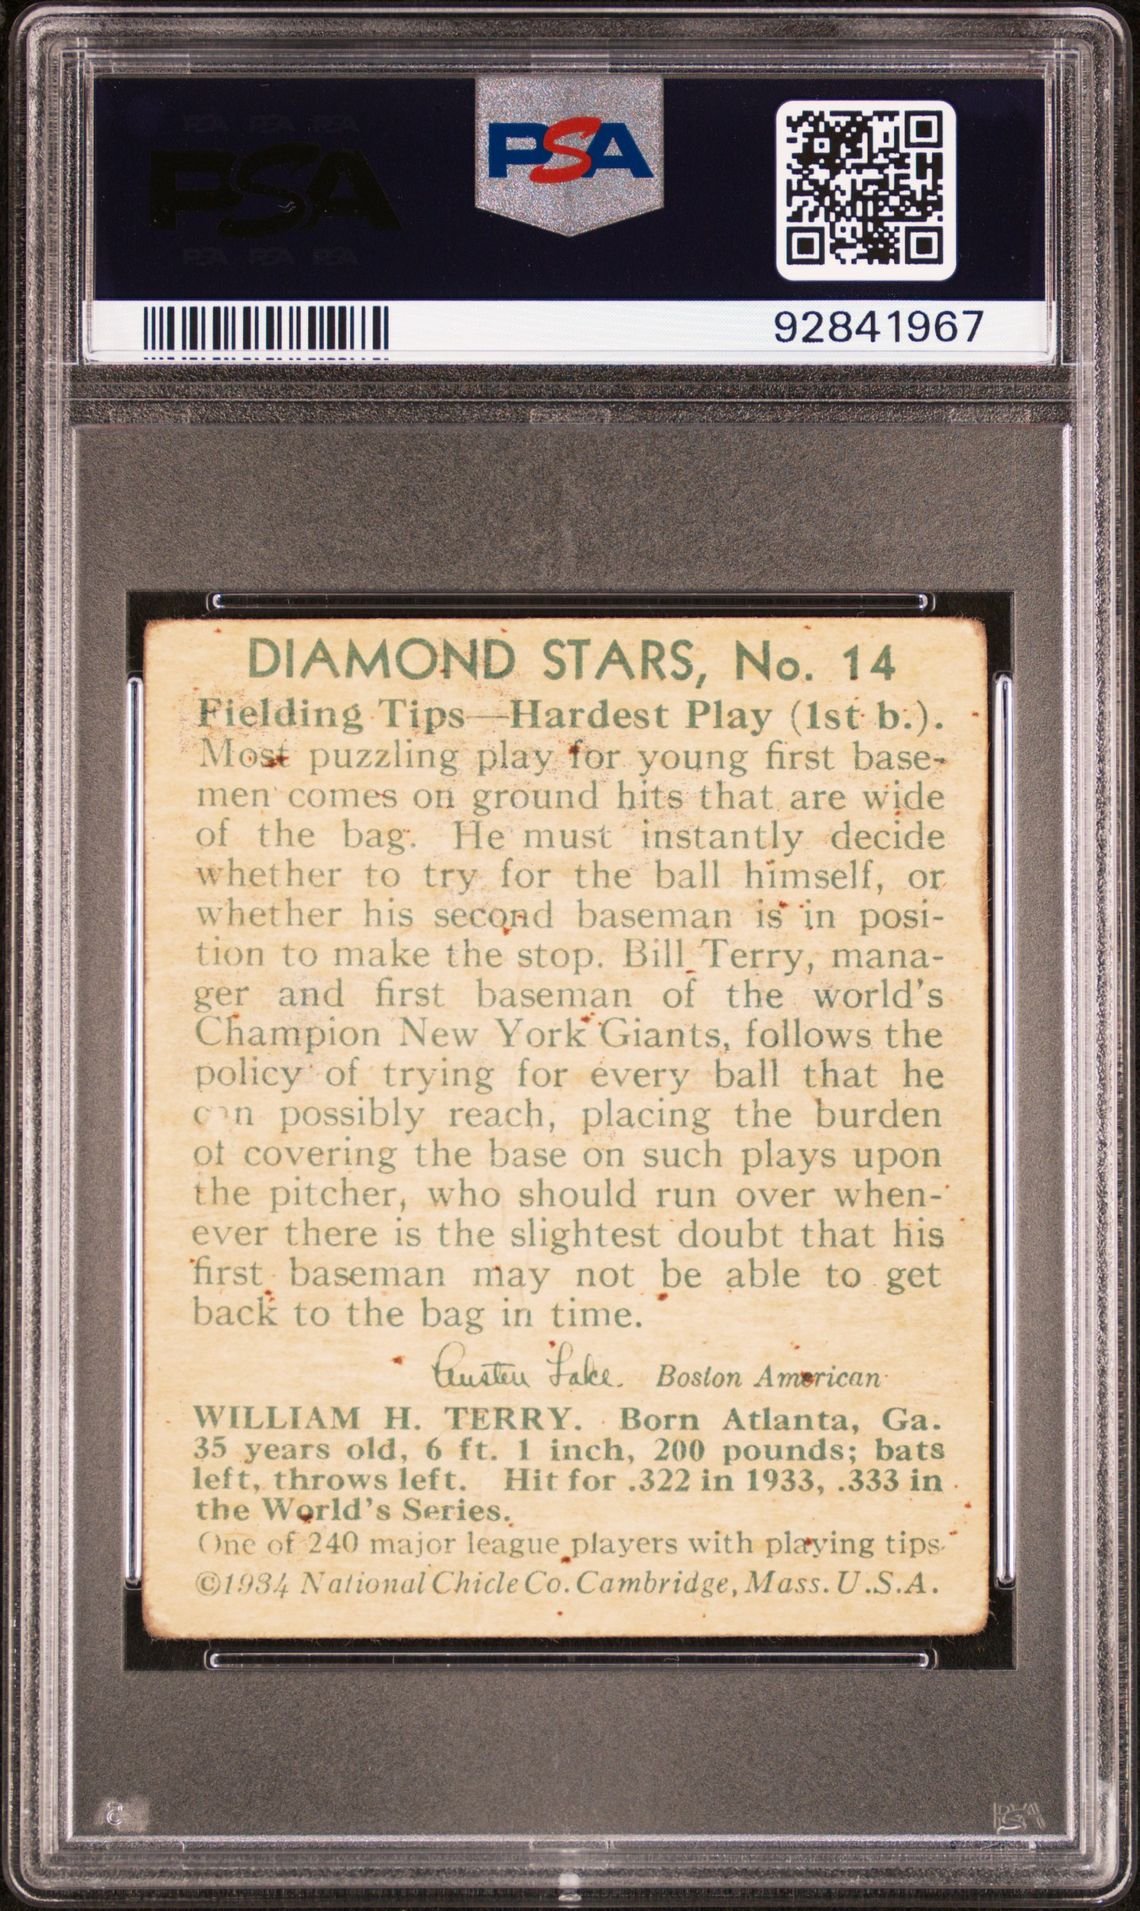 PSA PSA PSA
PSA
PSA PSA PSA
PSA
92841967
DIAMOND STARS, No. 14
Fielding Tips—Hardest Play (1st b.).
Most puzzling play for young first base-
men comes on ground hits that are wide
of the bag. He must instantly decide
whether to try for the ball himself, or
whether his second baseman is in posi-
tion to make the stop. Bill Terry, mana-
ger and first baseman of the world's
Champion New York Giants, follows the
policy of trying for every ball that he
can possibly reach, placing the burden
of covering the base on such plays upon
the pitcher, who should run over when-
ever there is the slightest doubt that his
first baseman may not be able to get
back to the bag in time.
Austen Lake. Boston American
WILLIAM H. TERRY. Born Atlanta, Ga.
35 years old, 6 ft. 1 inch, 200 pounds; bats
left, throws left. Hit for .322 in 1933, .333 in
the World's Series.
One of 240 major league players with playing tips
©1934 National Chicle Co. Cambridge, Mass. U.S.A.
PSA